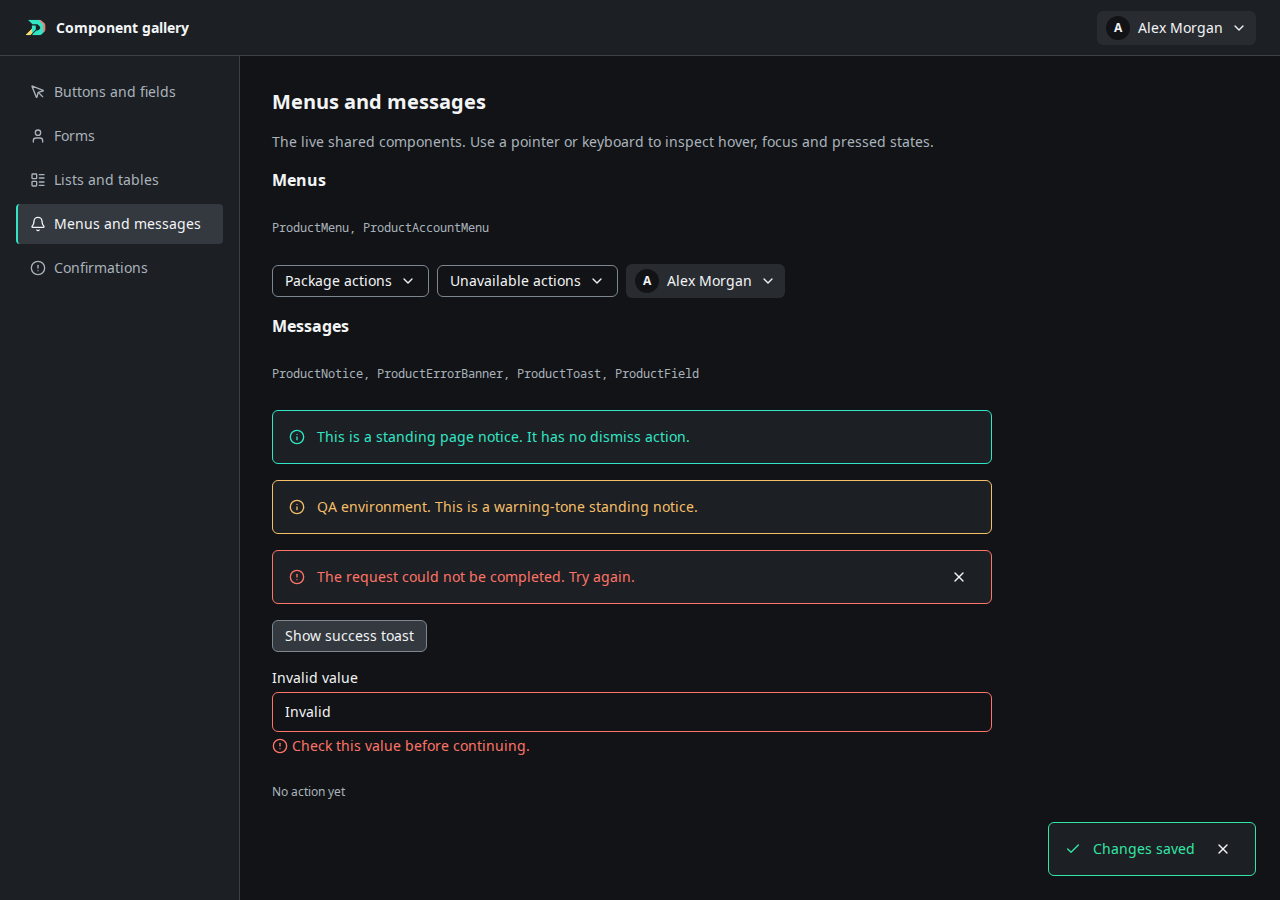 Component gallery
A Alex Morgan
Buttons and fields
Forms
Lists and tables
Menus and messages
Confirmations
Menus and messages
The live shared components. Use a pointer or keyboard to inspect hover, focus and pressed states.
Menus
ProductMenu, ProductAccountMenu
Package actions
Unavailable actions
A Alex Morgan
Messages
ProductNotice, ProductErrorBanner, ProductToast, ProductField
This is a standing page notice. It has no dismiss action.
QA environment. This is a warning-tone standing notice.
The request could not be completed. Try again.
Show success toast
Invalid value
Invalid
Check this value before continuing.
No action yet
Changes saved